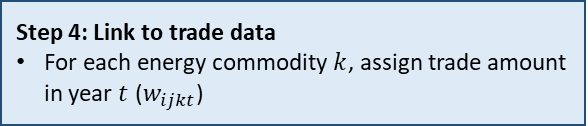 Step 4: Link to trade data
• For each energy commodity k, assign trade amount
in year t (wijkt)